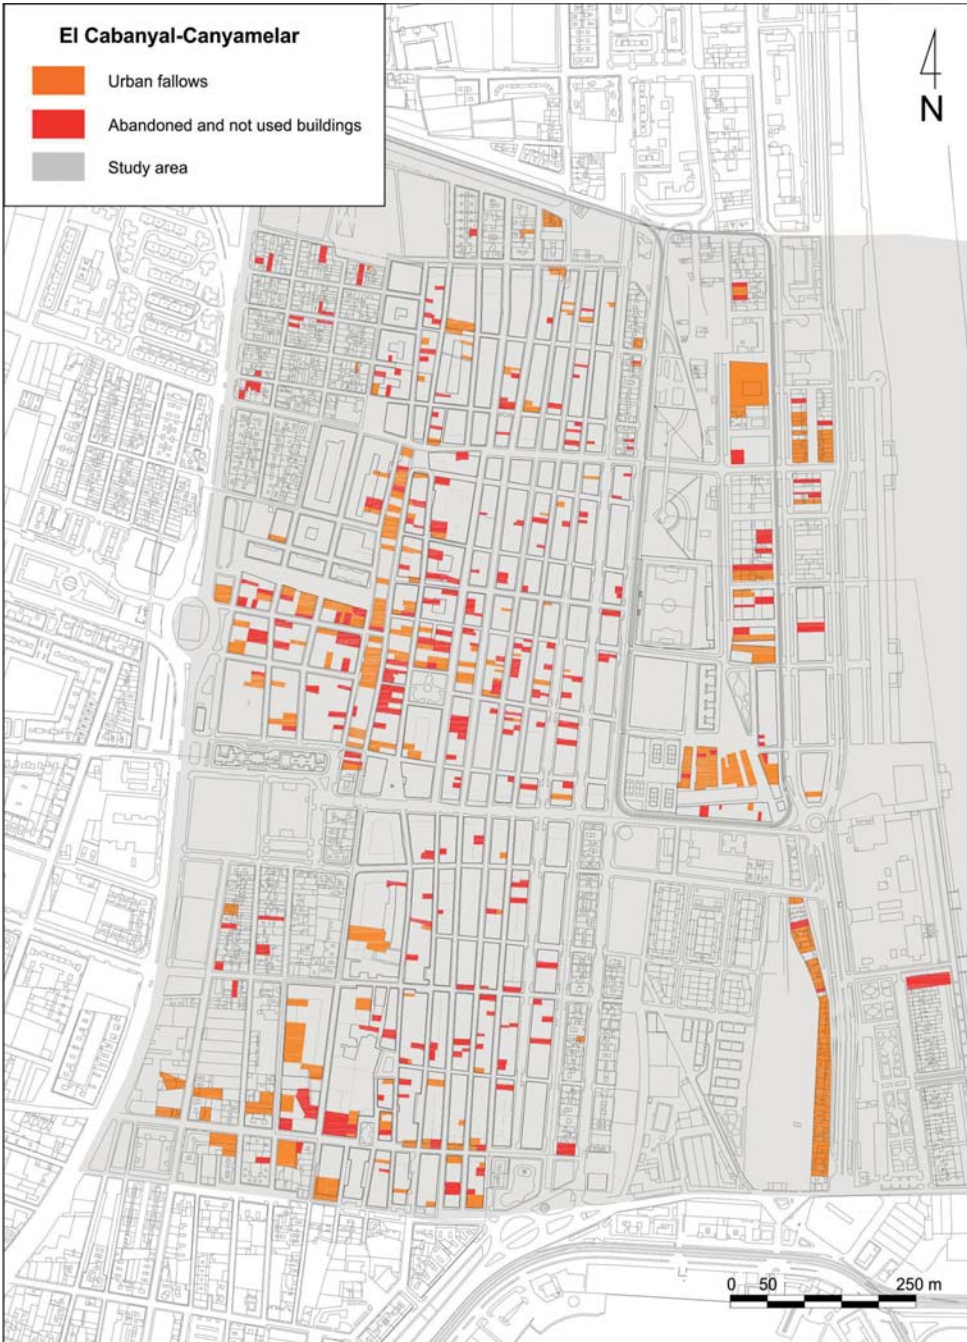 El Cabanyal-Canyamelar
Urban fallows
Abandoned and not used buildings
Study area
N
0 50 250 m